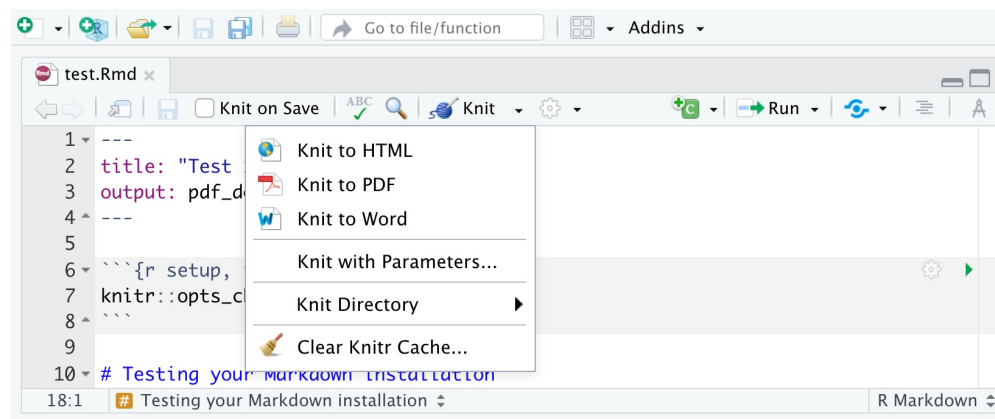 Go to file/function Addins
test.Rmd
Knit on Save ABC Knit Run
1 ---
2 title: "Test
3 output: pdf_d
4 ---
5
6 ```{r setup,
7 knitr::opts_c
8 ```
9
10 # Testing your Markdown installation
Knit to HTML
Knit to PDF
Knit to Word
Knit with Parameters...
Knit Directory
Clear Knitr Cache...
18:1 # Testing your Markdown installation R Markdown